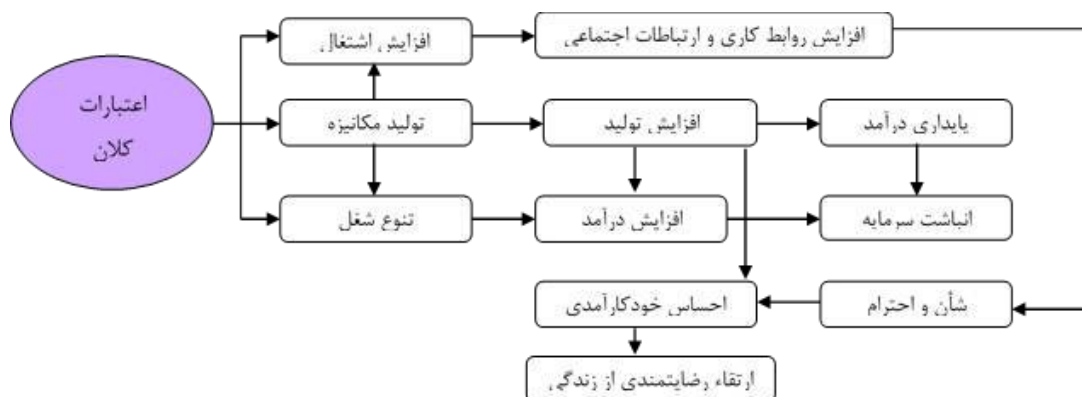 افزایش روابط کاری و ارتباطات اجتماعی
افزایش اشتغال
اعتبارات
کلان
تولید مکانیزه
افزایش تولید
پایداری درآمد
تنوع شغل
افزایش درآمد
انباشت سرمایه
احساس خودکارآمدی
شأن و احترام
ارتقاء رضایتمندی از زندگی